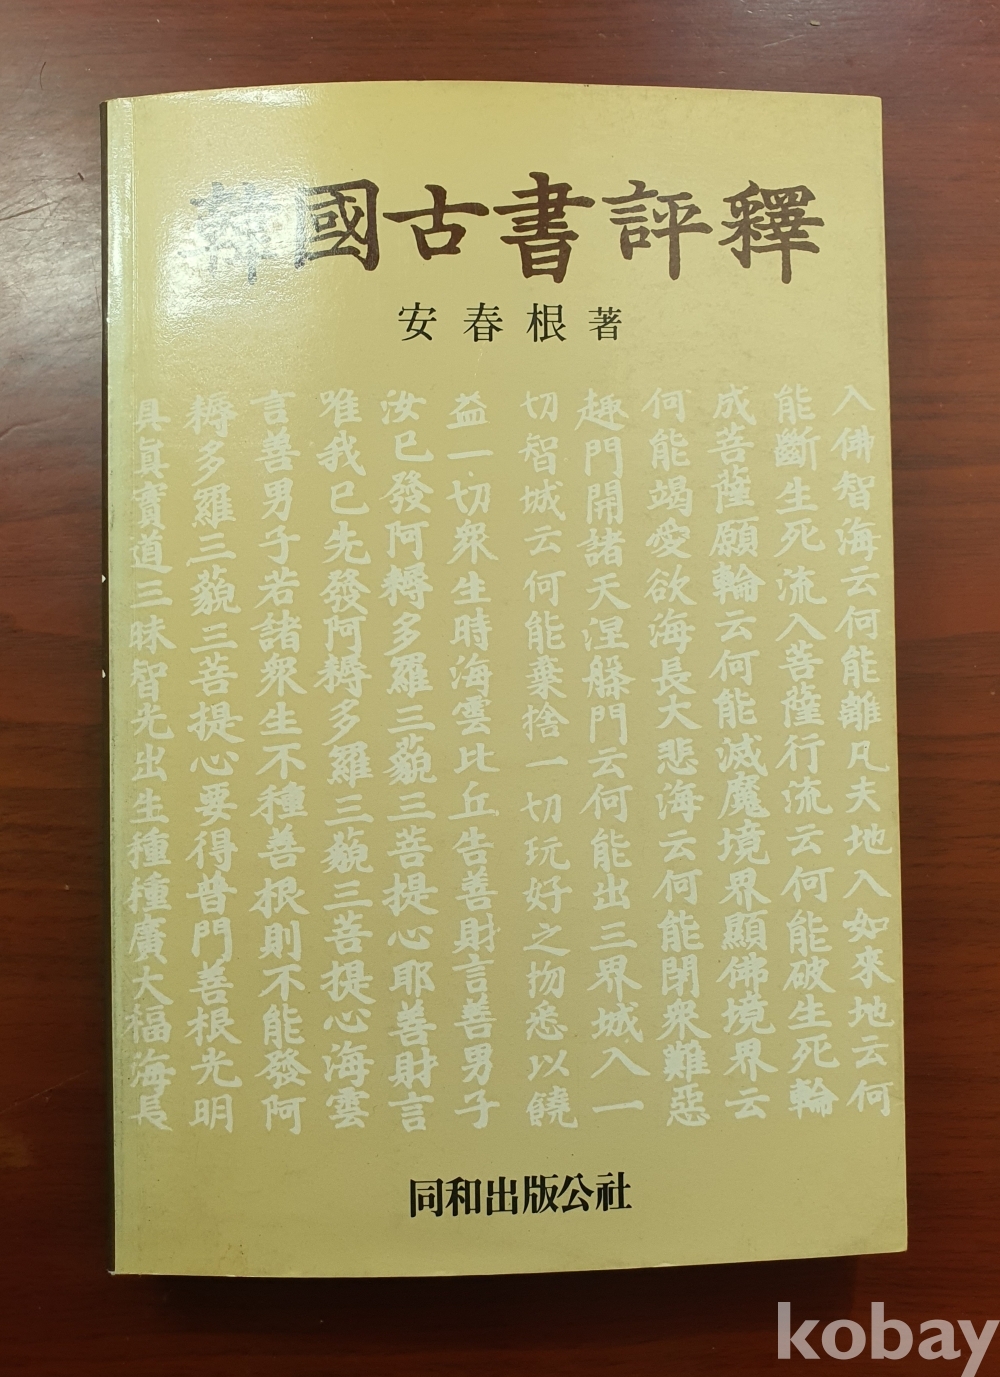 韓國古書評釋
安春根著
入佛智海云何能離凡夫地入如來地云何
能斷生死流入菩薩行流云何能破生死輪
成菩薩願輪云何能滅魔境界顯佛境界云
何能竭愛欲海長大悲海云何能閉衆難惡
趣門開諸天涅槃門云何能出三界城入一
切智城云何能棄捨一切玩好之物悉以饒
益一切衆生時海雲比丘告善財言善男子
汝已發阿耨多羅三藐三菩提心耶善財言
唯我已先發阿耨多羅三藐三菩提心海雲
言善男子若諸衆生不種善根則不能發阿
耨多羅三藐三菩提心要得普門善根光明
具眞實道三昧智光出生種種廣大福海長
同和出版公社
kobay